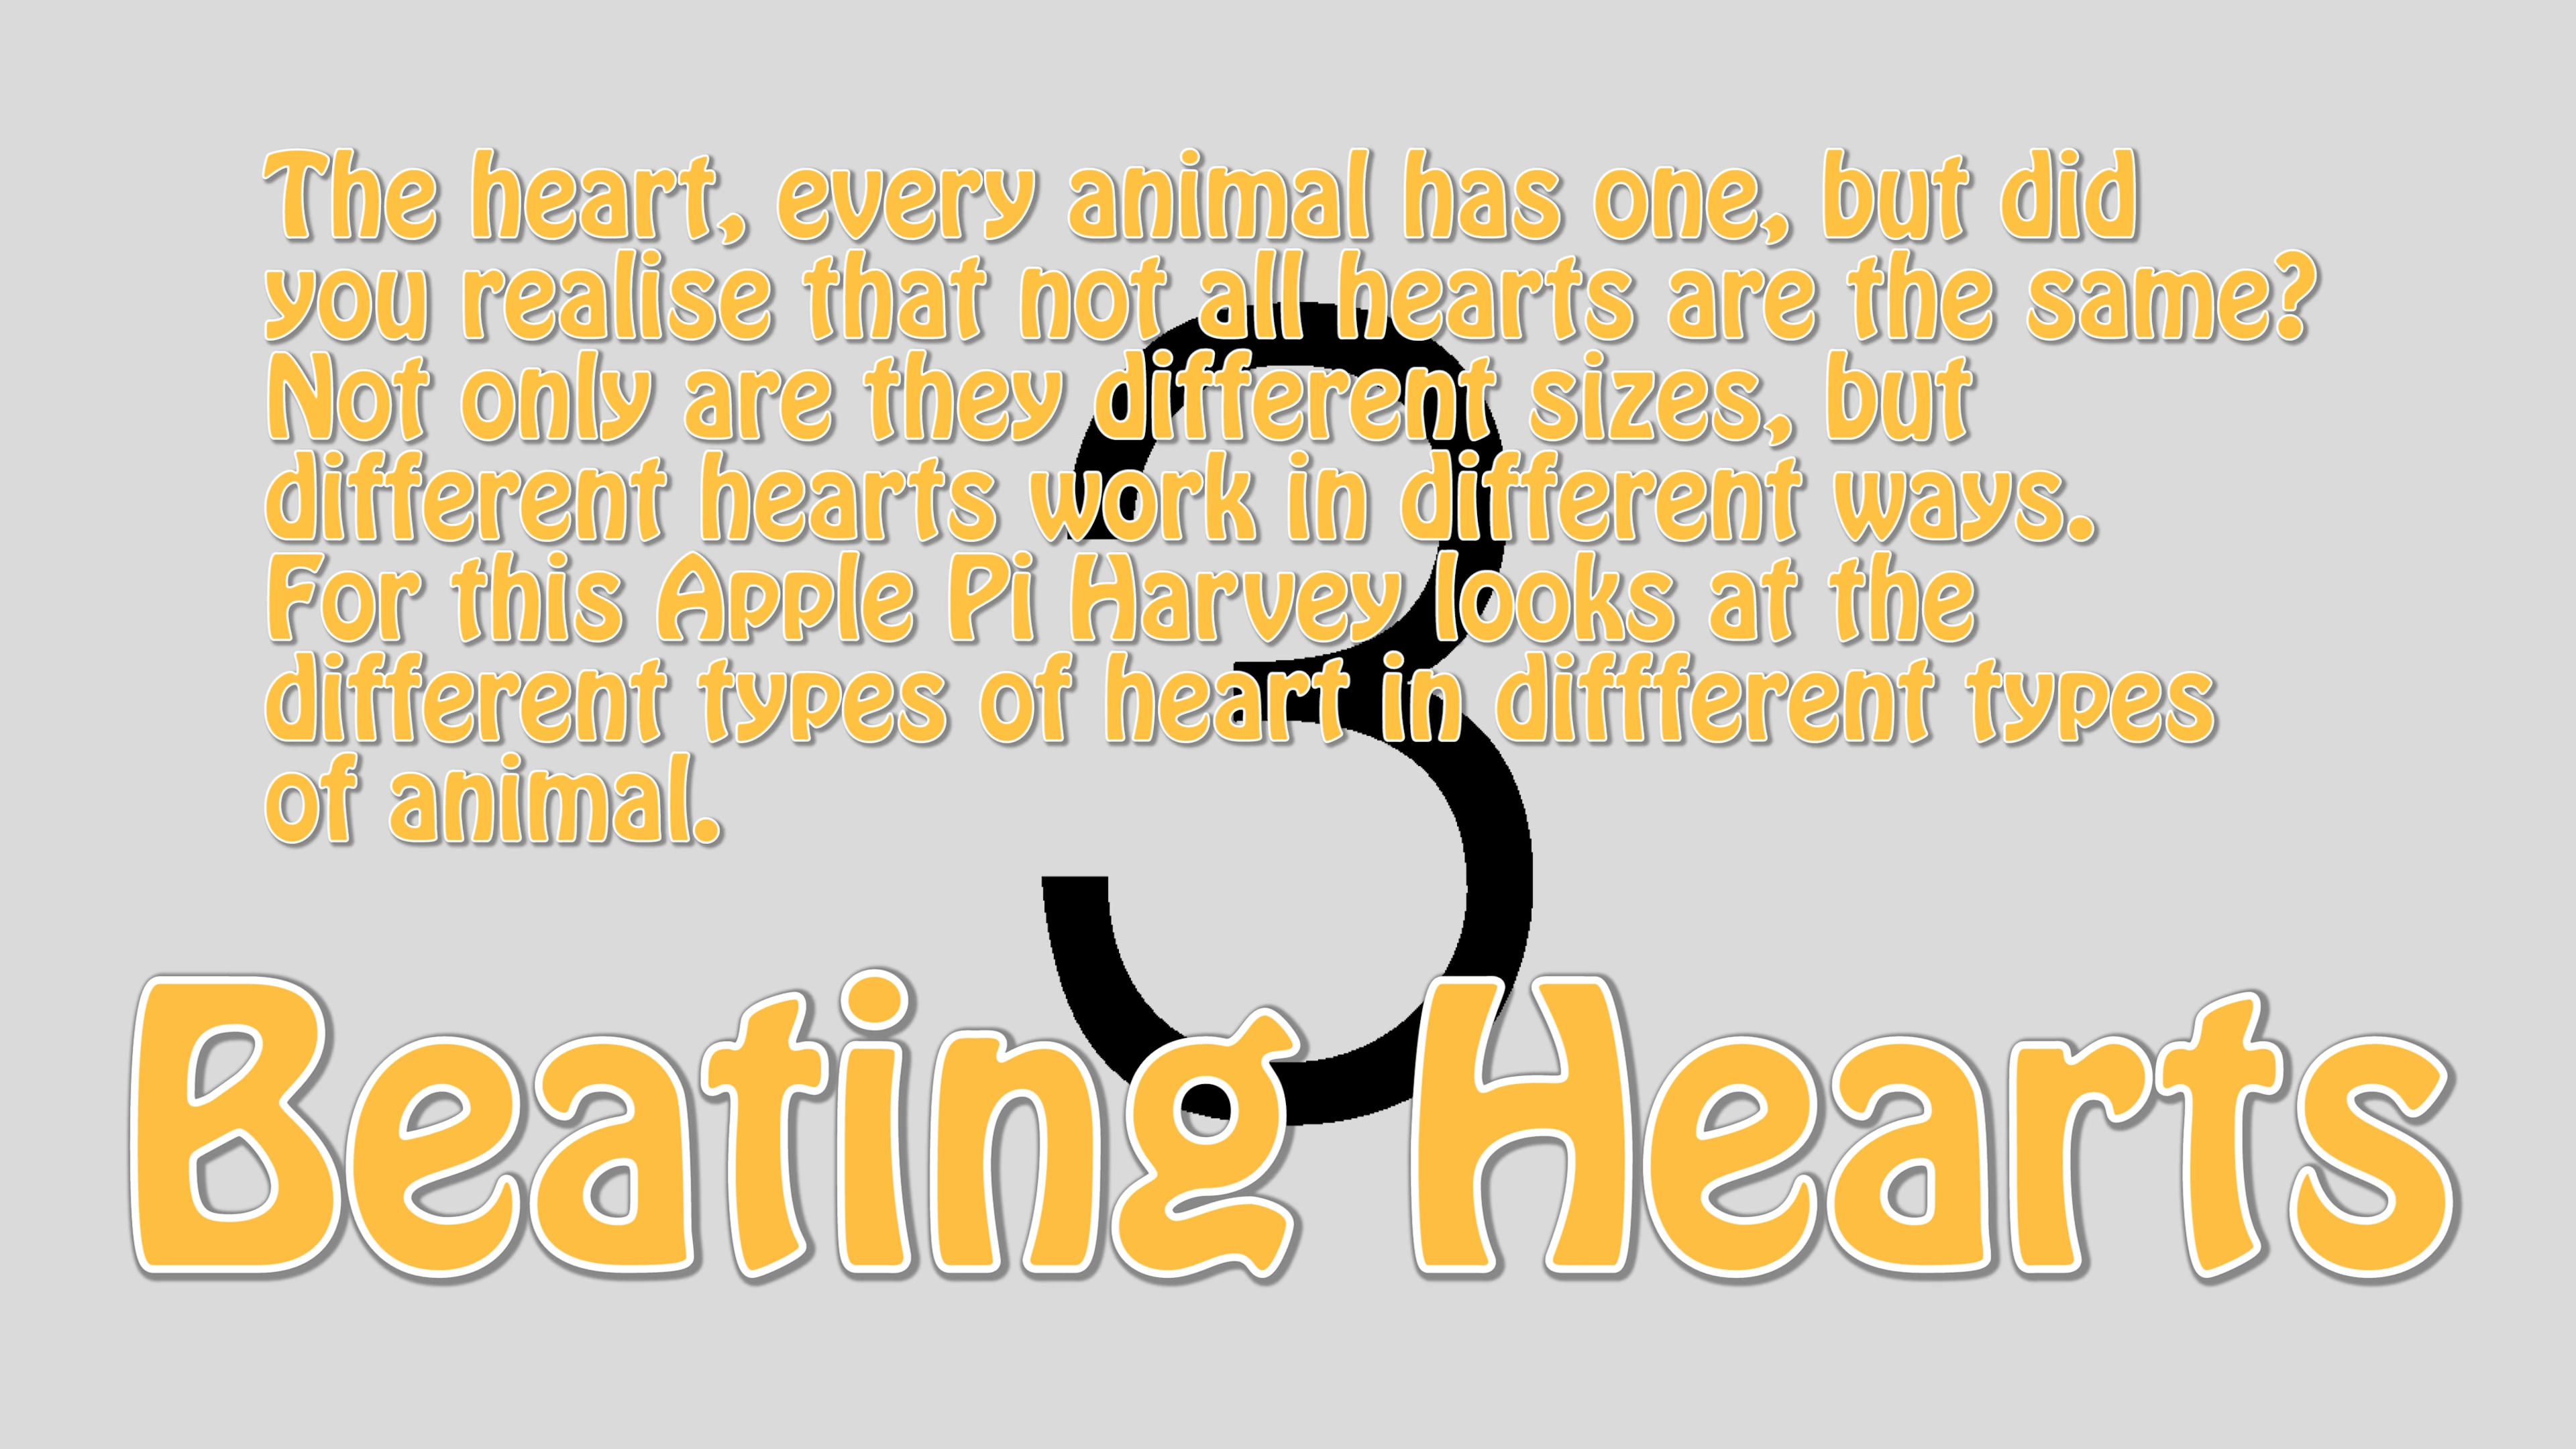 The heart, every animal has one, but did
you realise that not all hearts are the same?
Not only are they different sizes, but
different hearts work in different ways.
For this Apple Pi Harvey looks at the
different types of heart in diffferent types
of animal.
3
Beating Hearts